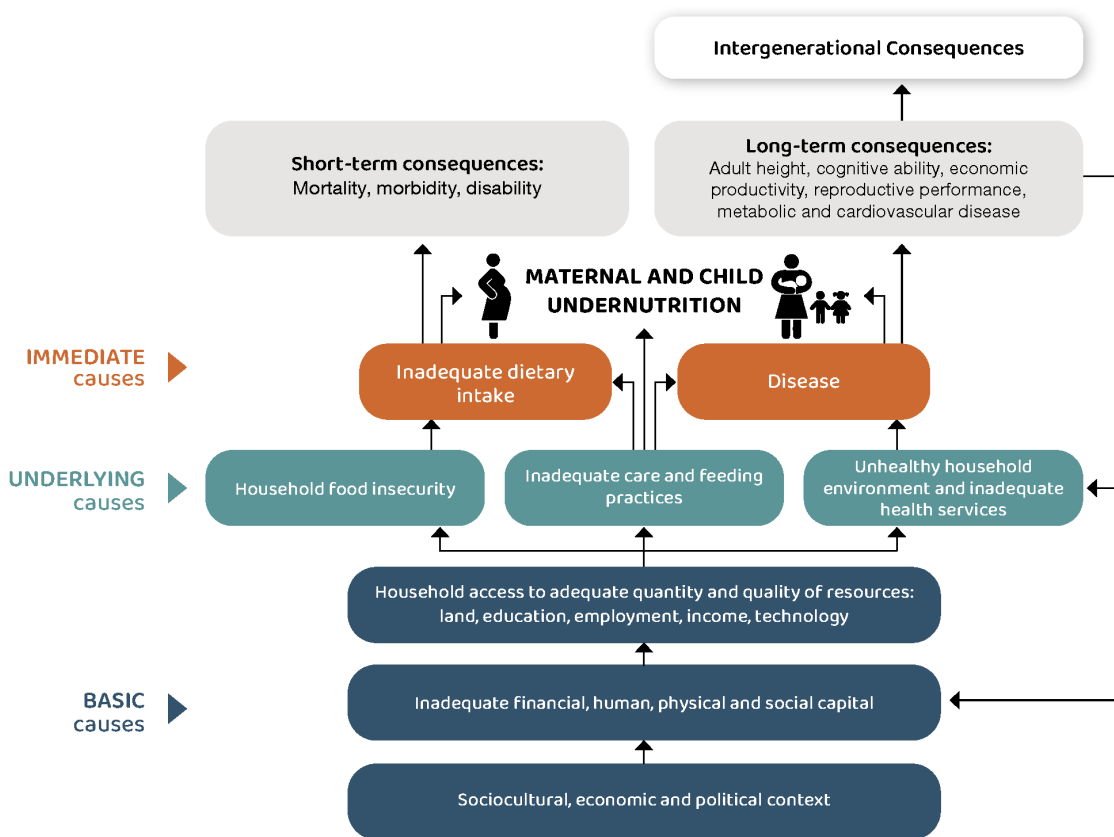 Intergenerational Consequences
Short-term consequences:
Mortality, morbidity, disability
Long-term consequences:
Adult height, cognitive ability, economic
productivity, reproductive performance,
metabolic and cardiovascular disease
MATERNAL AND CHILD
UNDERNUTRITION
IMMEDIATE
causes
Inadequate dietary
intake
Disease
UNDERLYING
causes
Household food insecurity
Inadequate care and feeding
practices
Unhealthy household
environment and inadequate
health services
Household access to adequate quantity and quality of resources:
land, education, employment, income, technology
BASIC
causes
Inadequate financial, human, physical and social capital
Sociocultural, economic and political context